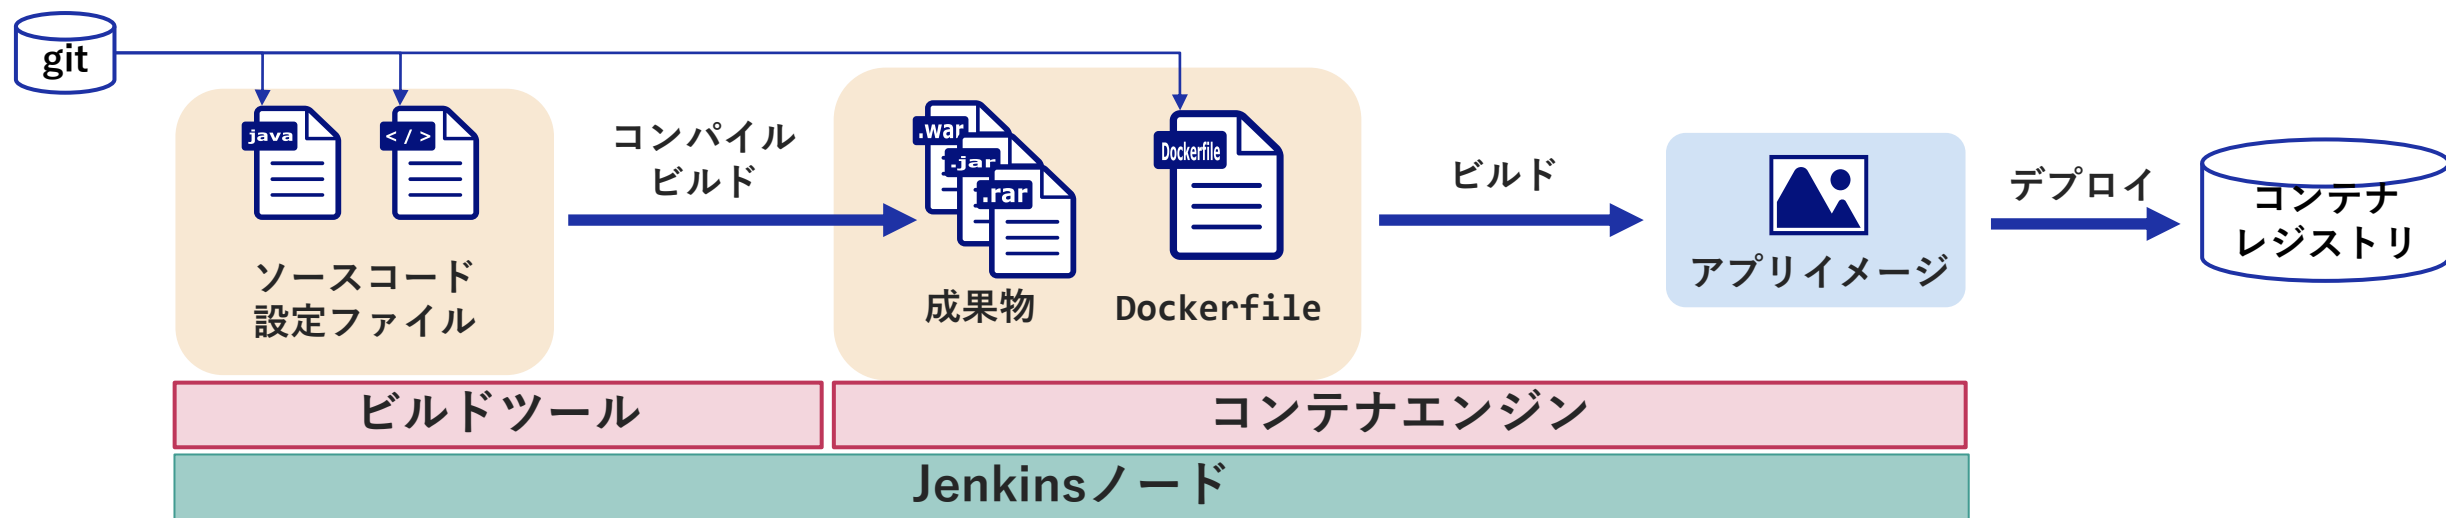 git
java
</>
ソースコード
設定ファイル
コンパイル
ビルド
.war
.jar
.rar
成果物
Dockerfile
Dockerfile
ビルド
アプリイメージ
デプロイ
コンテナ
レジストリ
ビルドツール
コンテナエンジン
Jenkinsノード